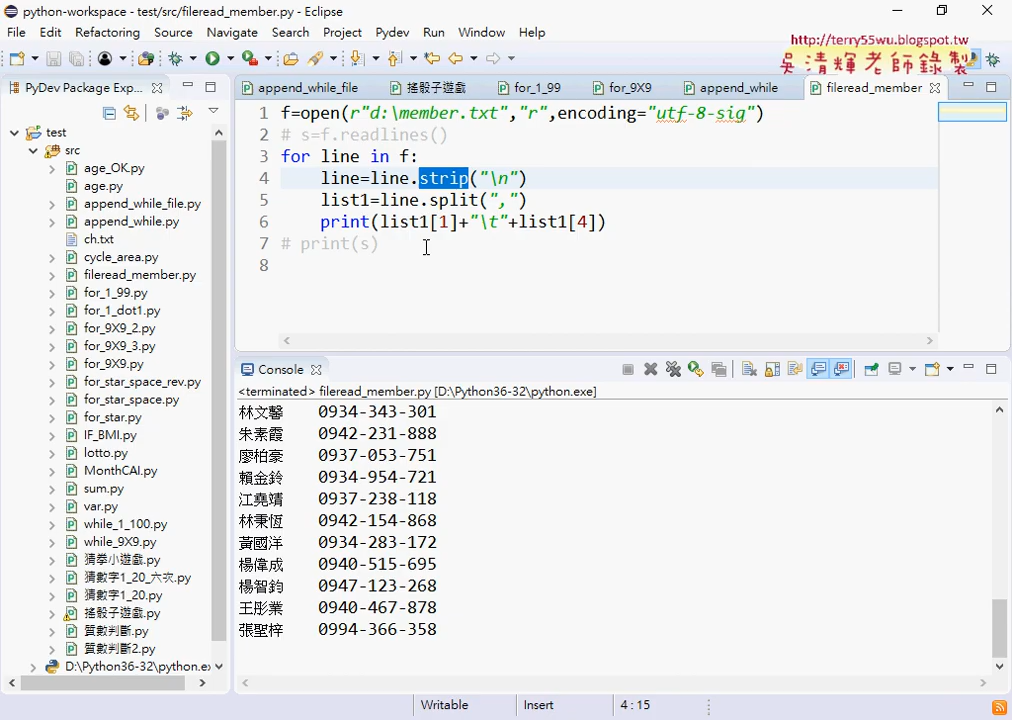 python-workspace - test/src/fileread_member.py - Eclipse
File Edit Refactoring Source Navigate Search Project Pydev Run Window Help
http://terry55wu.blogspot.tw
吳清輝老師錄製
PyDev Package Exp...
append_while_file 搖骰子遊戲 for_1_99 for_9X9 append_while fileread_member
test
src
age_OK.py
age.py
append_while_file.py
append_while.py
ch.txt
cycle_area.py
fileread_member.py
for_1_99.py
for_1_dot1.py
for_9X9_2.py
for_9X9_3.py
for_9X9.py
for_star_space_rev.py
for_star_space.py
for_star.py
IF_BMI.py
lotto.py
MonthCAl.py
sum.py
var.py
while_1_100.py
while_9X9.py
猜拳小遊戲.py
猜數字1_20_六次.py
猜數字1_20.py
搖骰子遊戲.py
質數判斷.py
質數判斷2.py
D:\Python36-32\python.ex
1 f=open(r"d:\member.txt","r",encoding="utf-8-sig")
2 # s=f.readlines()
3 for line in f:
4 line=line.strip("\n")
5 list1=line.split(",")
6 print(list1[1]+"\t"+list1[4])
7 # print(s)
8
Console
<terminated> fileread_member.py [D:\Python36-32\python.exe]
林文馨 0934-343-301
朱素霞 0942-231-888
廖柏豪 0937-053-751
賴金鈴 0934-954-721
江堯靖 0937-238-118
林秉恆 0942-154-868
黃國洋 0934-283-172
楊偉成 0940-515-695
楊智鈞 0947-123-268
王彤業 0940-467-878
張聖梓 0994-366-358
Writable Insert 4 : 15